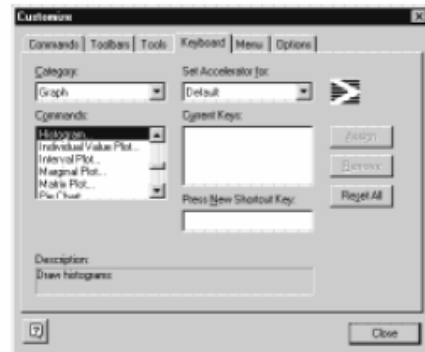 Customize
Commands Toolbars Tools Keyboard Menu Options
Category:
Graph
Set Accelerator for:
Default
Commands:
Histogram...
Individual Value Plot...
Interval Plot...
Marginal Plot...
Matrix Plot...
Pie Chart...
Current Keys:
Press New Shortcut Key:
Assign
Remove
Reset All
Description:
Draw histograms
Close